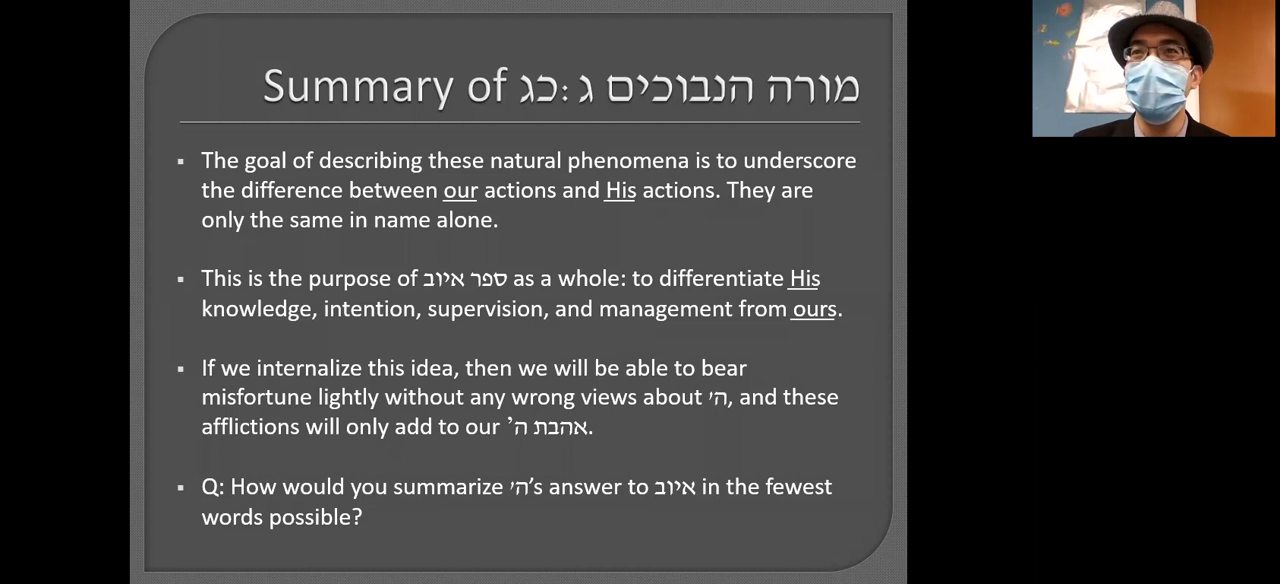 Summary of מורה הנבוכים ג :כג
▪ The goal of describing these natural phenomena is to underscore
the difference between our actions and His actions. They are
only the same in name alone.
▪ This is the purpose of ספר איוב as a whole: to differentiate His
knowledge, intention, supervision, and management from ours.
▪ If we internalize this idea, then we will be able to bear
misfortune lightly without any wrong views about ה׳, and these
afflictions will only add to our אהבת ה’.
▪ Q: How would you summarize ה׳’s answer to איוב in the fewest
words possible?